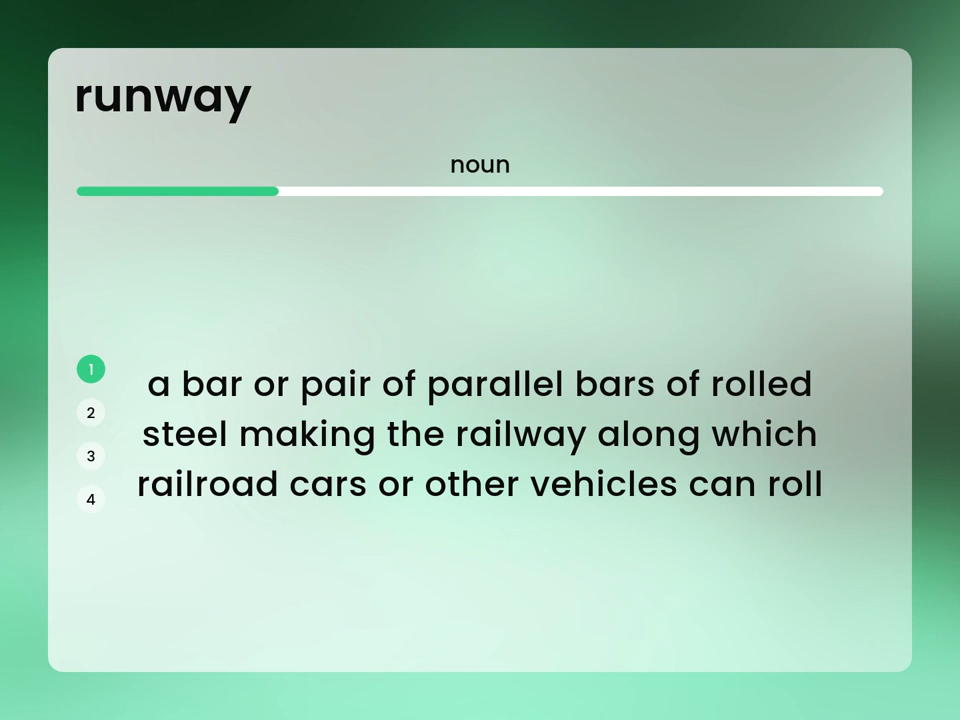 runway
noun
1
2
3
4
a bar or pair of parallel bars of rolled
steel making the railway along which
railroad cars or other vehicles can roll